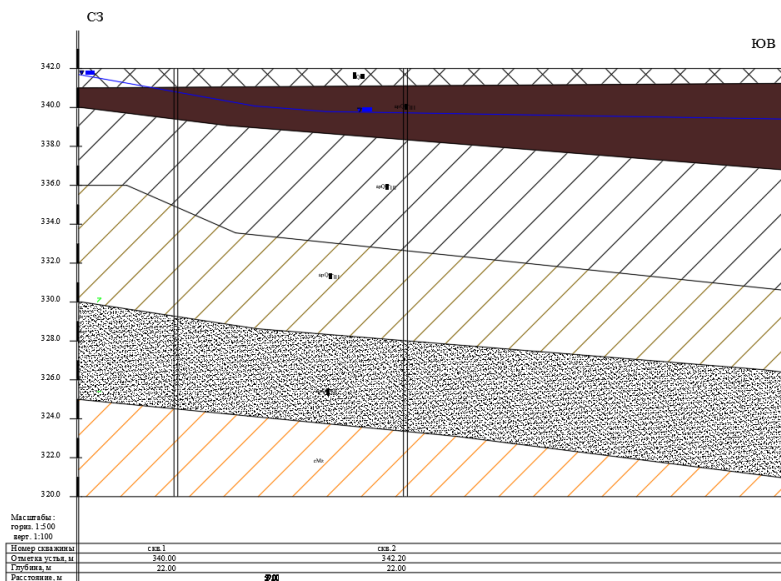 СЗ
ЮВ
342.0
340.0
338.0
336.0
334.0
332.0
330.0
328.0
326.0
324.0
322.0
320.0
Масштабы :
гориз. 1:500
верт. 1:100
Номер скважины скв.1 скв.2
Отметка устья, м 340.00 342.20
Глубина, м 22.00 22.00
Расстояние, м